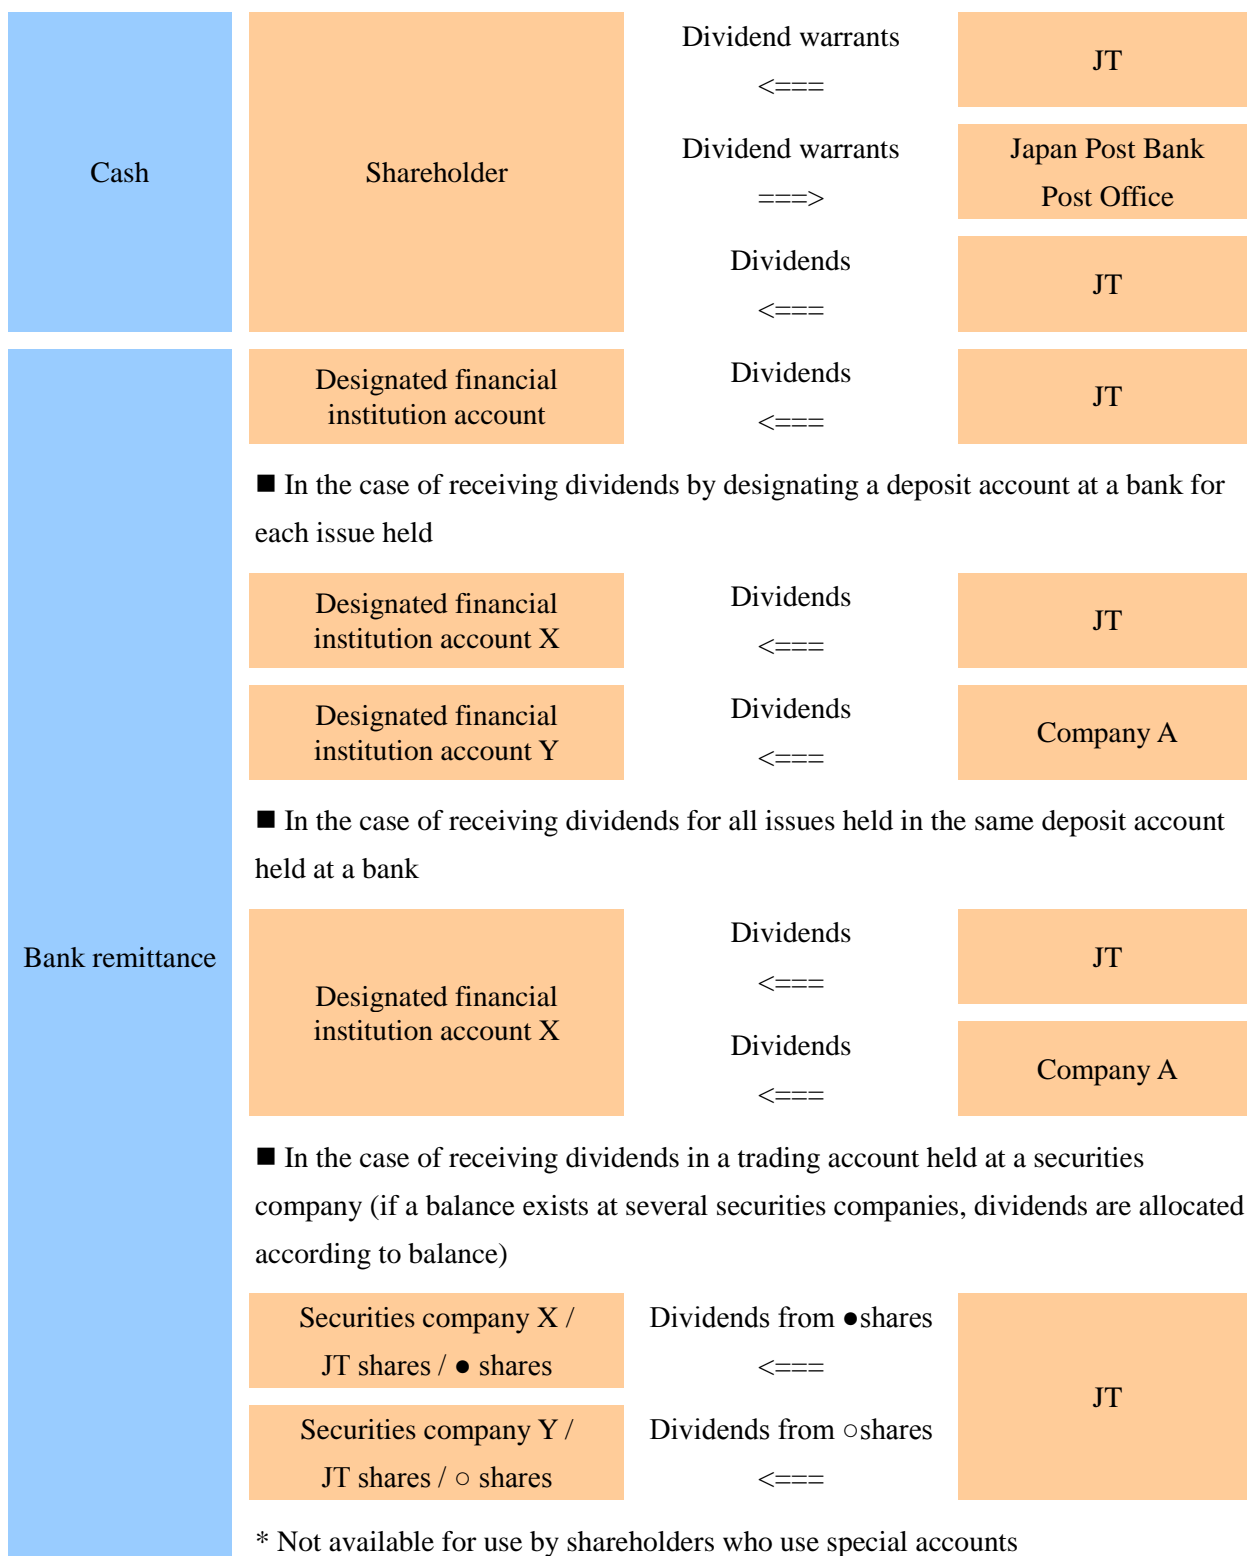 Cash
Shareholder
Dividend warrants
<===
JT
Dividend warrants
===>
Japan Post Bank
Post Office
Dividends
<===
JT
Bank remittance
Designated financial
institution account
Dividends
<===
JT
■ In the case of receiving dividends by designating a deposit account at a bank for
each issue held
Designated financial
institution account X
Dividends
<===
JT
Designated financial
institution account Y
Dividends
<===
Company A
■ In the case of receiving dividends for all issues held in the same deposit account
held at a bank
Designated financial
institution account X
Dividends
<===
JT
Dividends
<===
Company A
■ In the case of receiving dividends in a trading account held at a securities
company (if a balance exists at several securities companies, dividends are allocated
according to balance)
Securities company X /
JT shares / ● shares
Dividends from ●shares
<===
JT
Securities company Y /
JT shares / ○ shares
Dividends from ○shares
<===
* Not available for use by shareholders who use special accounts